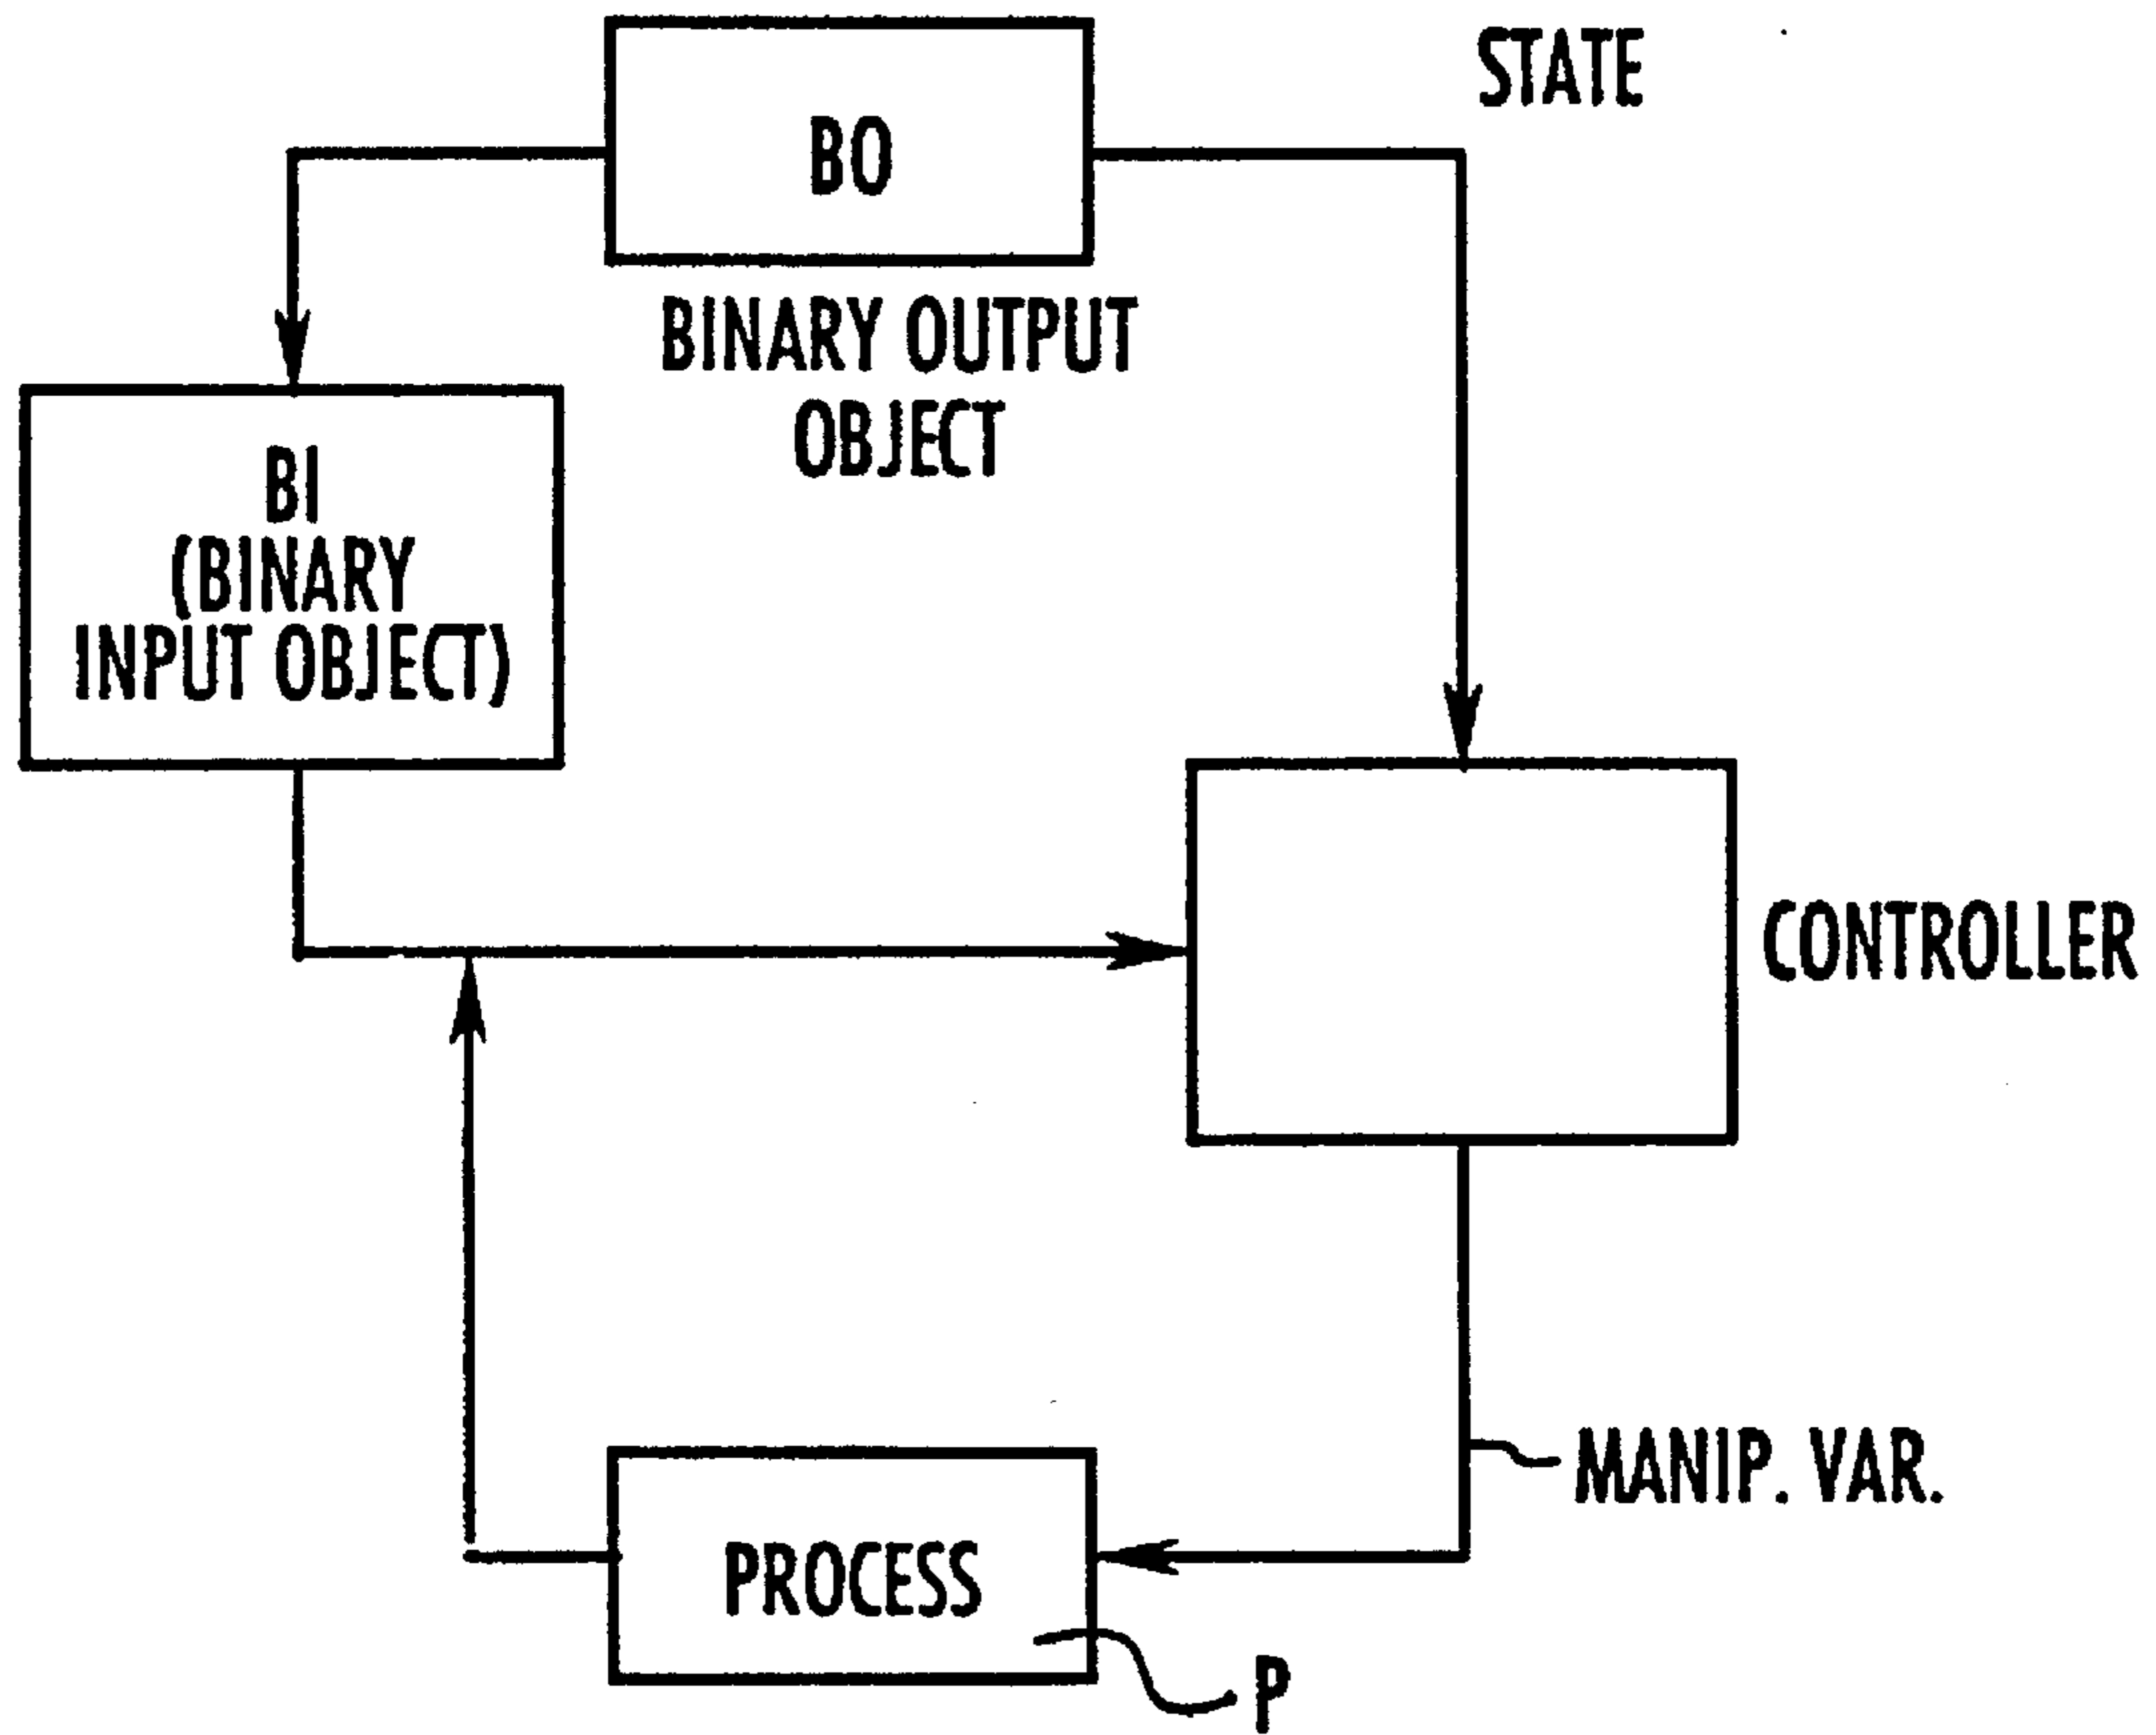 STATE
BO
BINARY OUTPUT
OBJECT
BI
(BINARY
INPUT OBJECT)
CONTROLLER
MANIP. VAR.
PROCESS
P